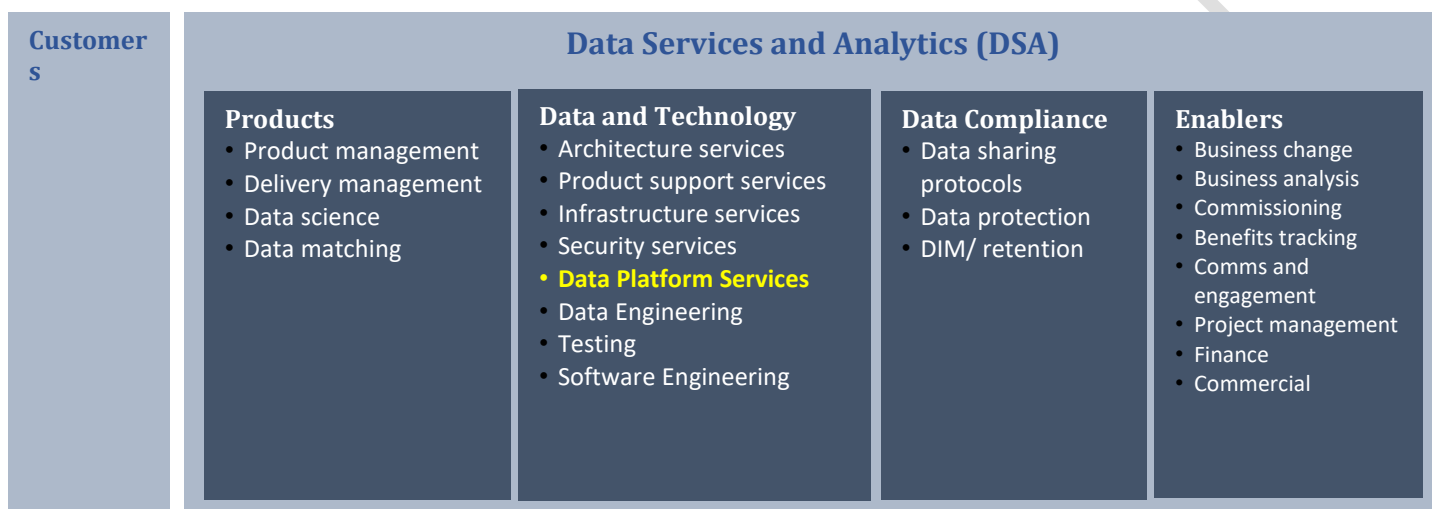 Customer
s
Data Services and Analytics (DSA)
Products
• Product management
• Delivery management
• Data science
• Data matching
Data and Technology
• Architecture services
• Product support services
• Infrastructure services
• Security services
• Data Platform Services
• Data Engineering
• Testing
• Software Engineering
Data Compliance
• Data sharing
protocols
• Data protection
• DIM/ retention
Enablers
• Business change
• Business analysis
• Commissioning
• Benefits tracking
• Comms and
engagement
• Project management
• Finance
• Commercial